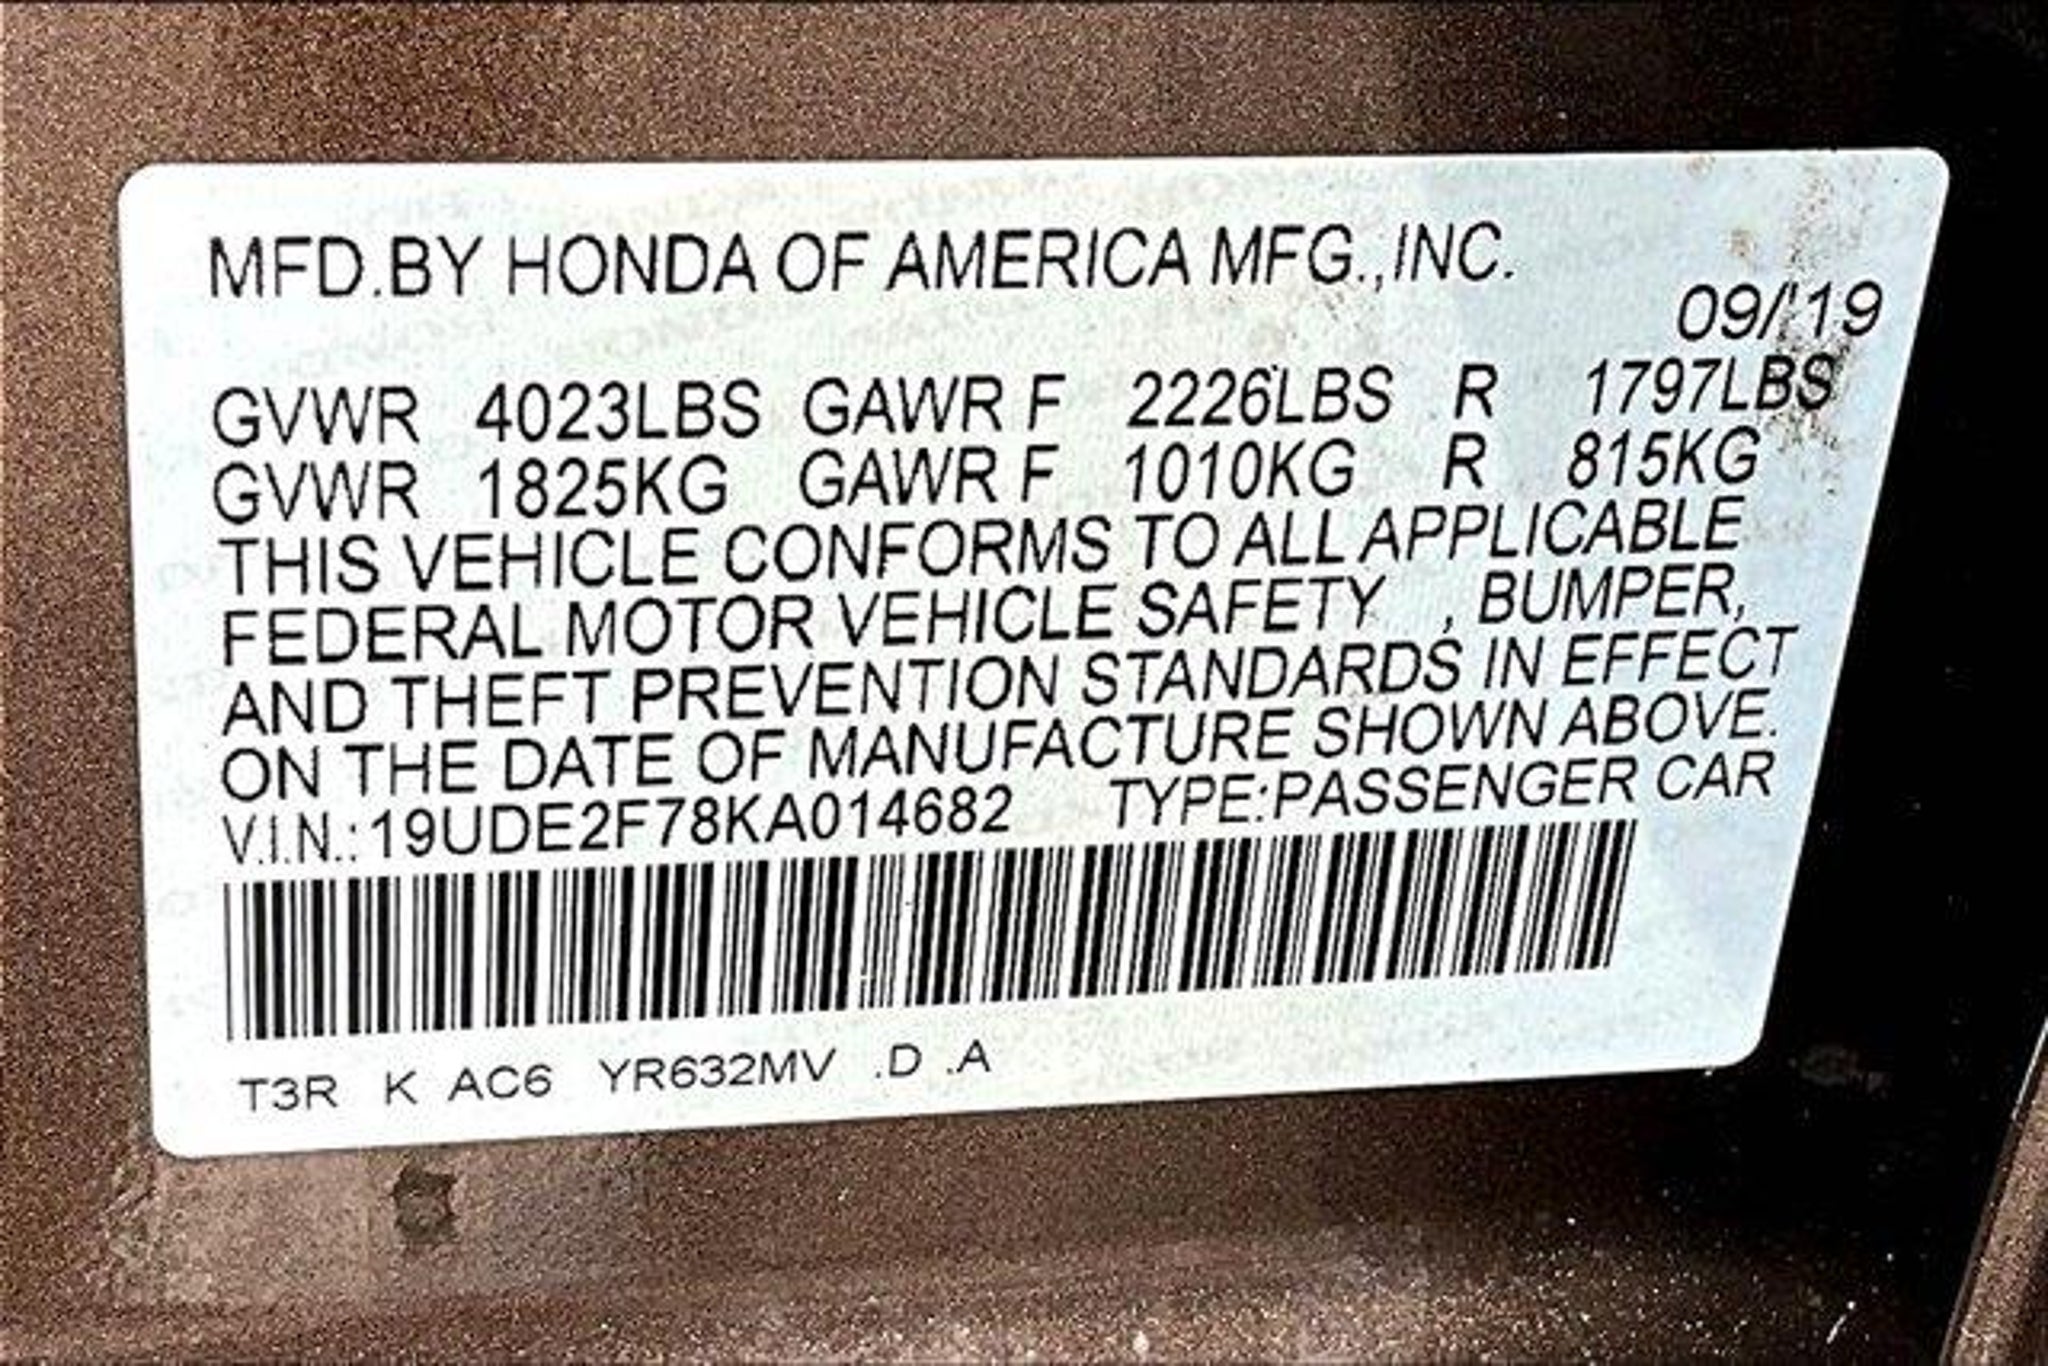 MFD.BY HONDA OF AMERICA MFG.,INC.
09/'19
GVWR 4023LBS GAWR F 2226LBS R 1797LBS
GVWR 1825KG GAWR F 1010KG R 815KG
THIS VEHICLE CONFORMS TO ALL APPLICABLE
FEDERAL MOTOR VEHICLE SAFETY , BUMPER,
AND THEFT PREVENTION STANDARDS IN EFFECT
ON THE DATE OF MANUFACTURE SHOWN ABOVE.
V.I.N.:19UDE2F78KA014682 TYPE:PASSENGER CAR
T3R K AC6 YR632MV .D .A